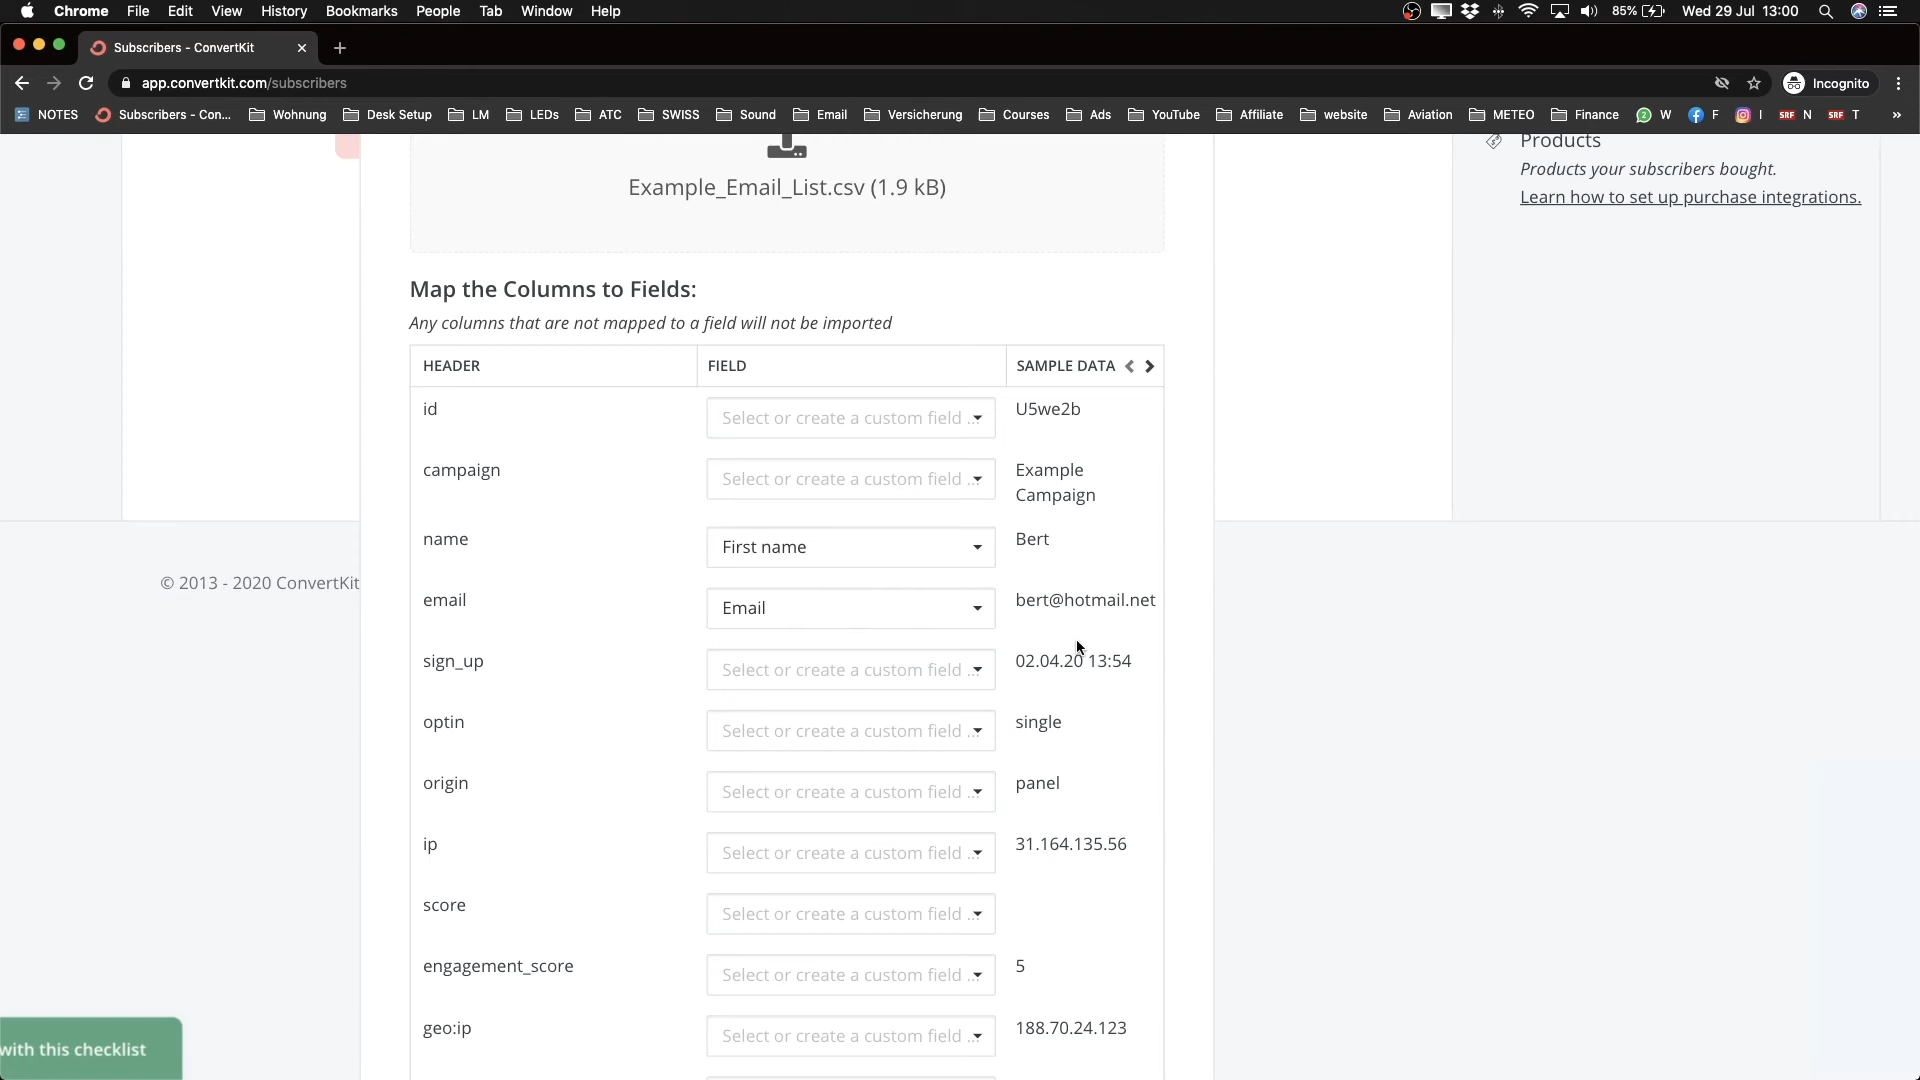 Chrome File Edit View History Bookmarks People Tab Window Help 85% Wed 29 Jul 13:00
Subscribers - ConvertKit
app.convertkit.com/subscribers Incognito
NOTES Subscribers - Con... Wohnung Desk Setup LM LEDs ATC SWISS Sound Email Versicherung Courses Ads YouTube Affiliate website Aviation METEO Finance W F I SRF N SRF T »
Products
Products your subscribers bought.
Learn how to set up purchase integrations.
Example_Email_List.csv (1.9 kB)
Map the Columns to Fields:
Any columns that are not mapped to a field will not be imported
HEADER FIELD SAMPLE DATA
id Select or create a custom field ... U5we2b
campaign Select or create a custom field ... Example
Campaign
name First name Bert
email Email bert@hotmail.net
sign_up Select or create a custom field ... 02.04.20 13:54
optin Select or create a custom field ... single
origin Select or create a custom field ... panel
ip Select or create a custom field ... 31.164.135.56
score Select or create a custom field ...
engagement_score Select or create a custom field ... 5
geo:ip Select or create a custom field ... 188.70.24.123
© 2013 - 2020 ConvertKit
with this checklist